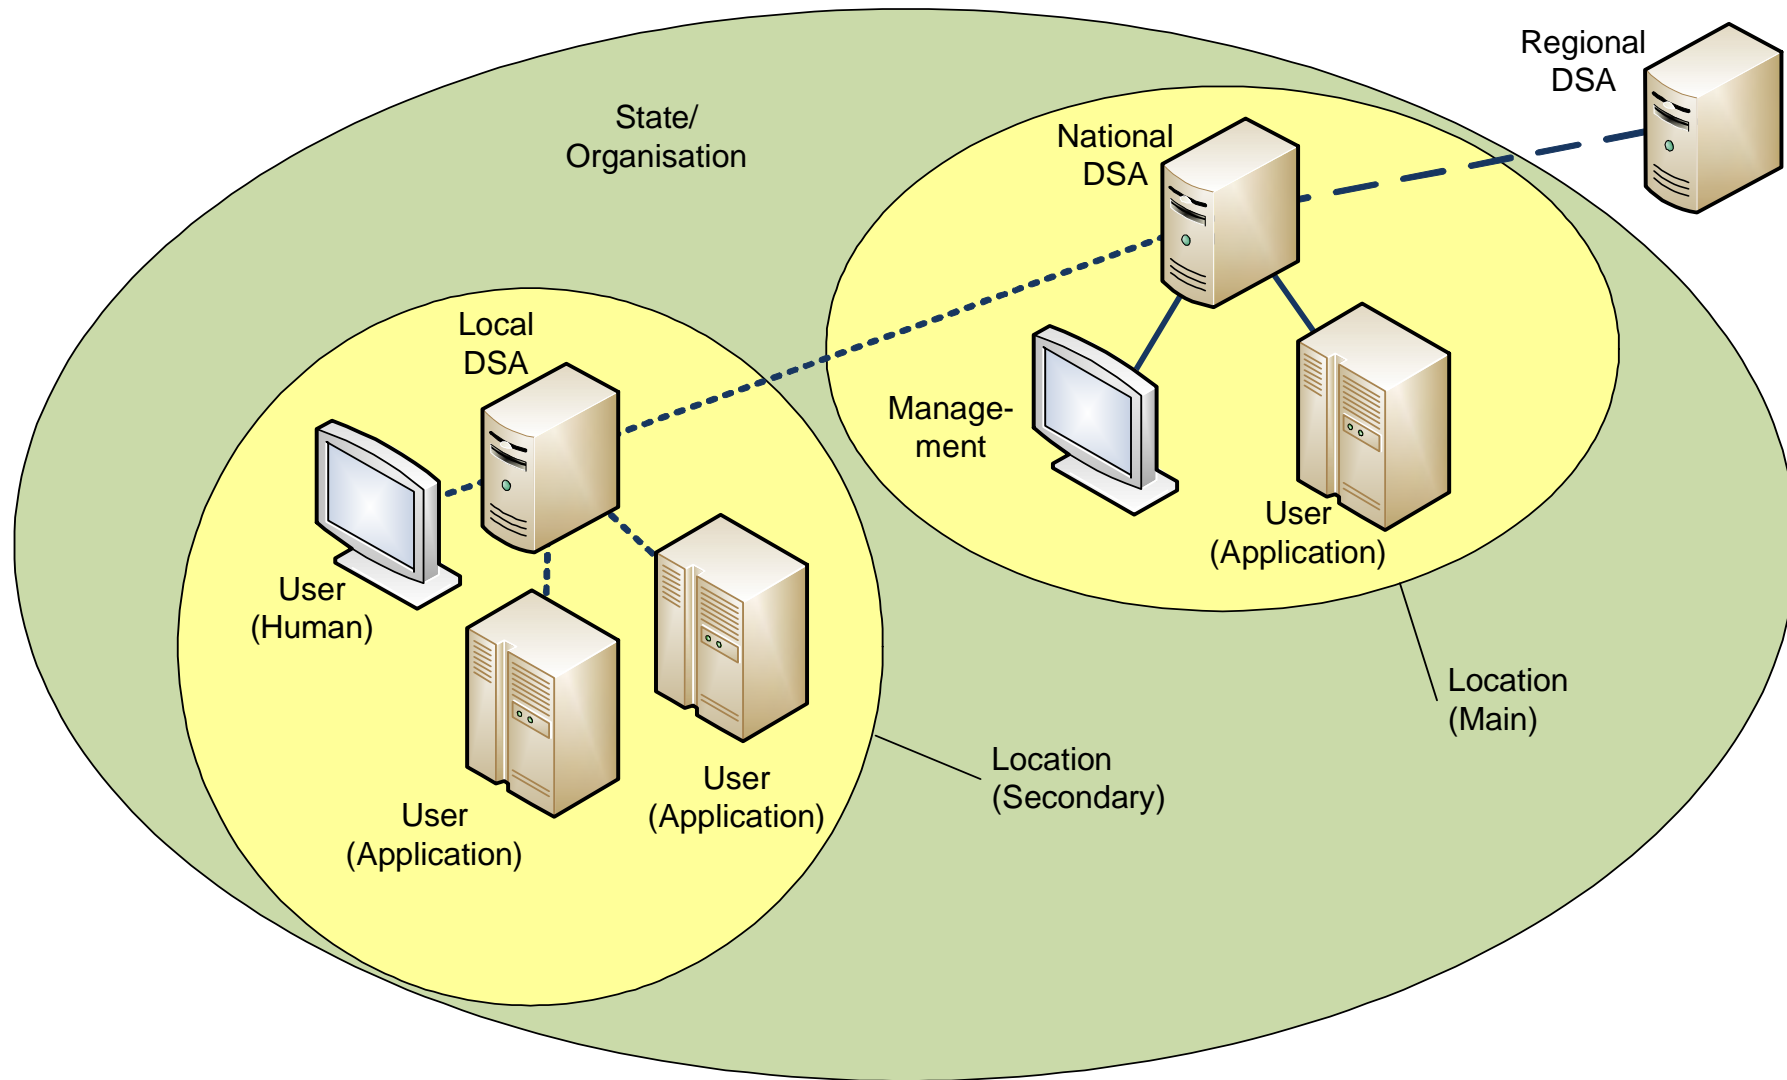 Regional
DSA
State/
Organisation
National
DSA
Local
DSA
Manage-
ment
User
(Application)
User
(Human)
Location
(Main)
Location
(Secondary)
User
(Application)
User
(Application)